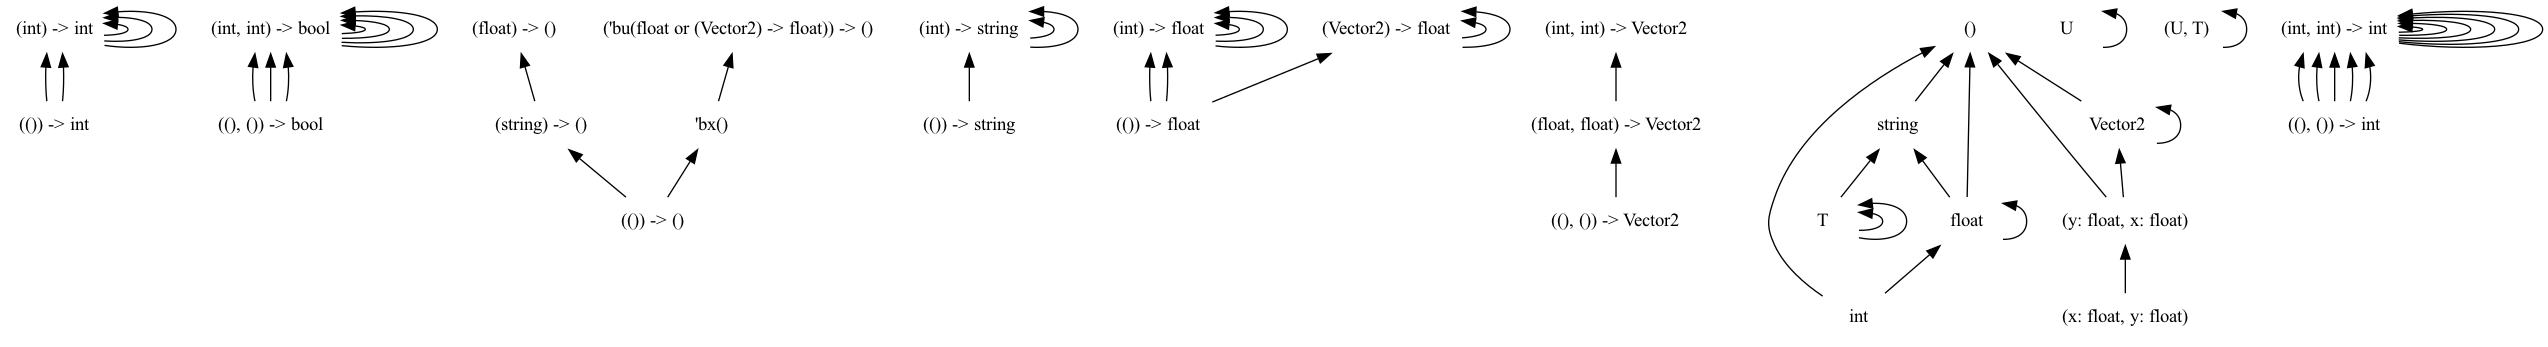 (int) -> int
(int, int) -> bool
(float) -> ()
('bu(float or (Vector2) -> float)) -> ()
(int) -> string
(int) -> float
(Vector2) -> float
(int, int) -> Vector2
()
U
(U, T)
(int, int) -> int
(()) -> int
((), ()) -> bool
(string) -> ()
'bx()
(()) -> string
(()) -> float
(float, float) -> Vector2
string
Vector2
((), ()) -> int
(()) -> ()
((), ()) -> Vector2
T
float
(y: float, x: float)
int
(x: float, y: float)